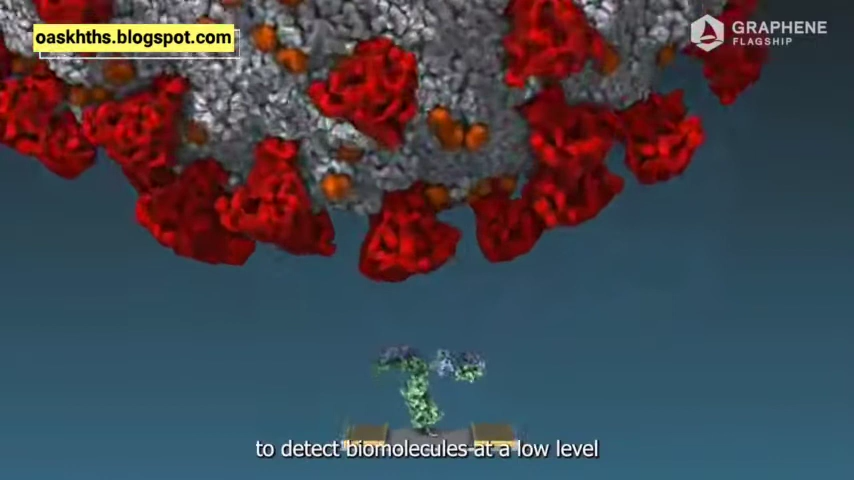 oaskhths.blogspot.com
GRAPHENE
FLAGSHIP
to detect biomolecules at a low level